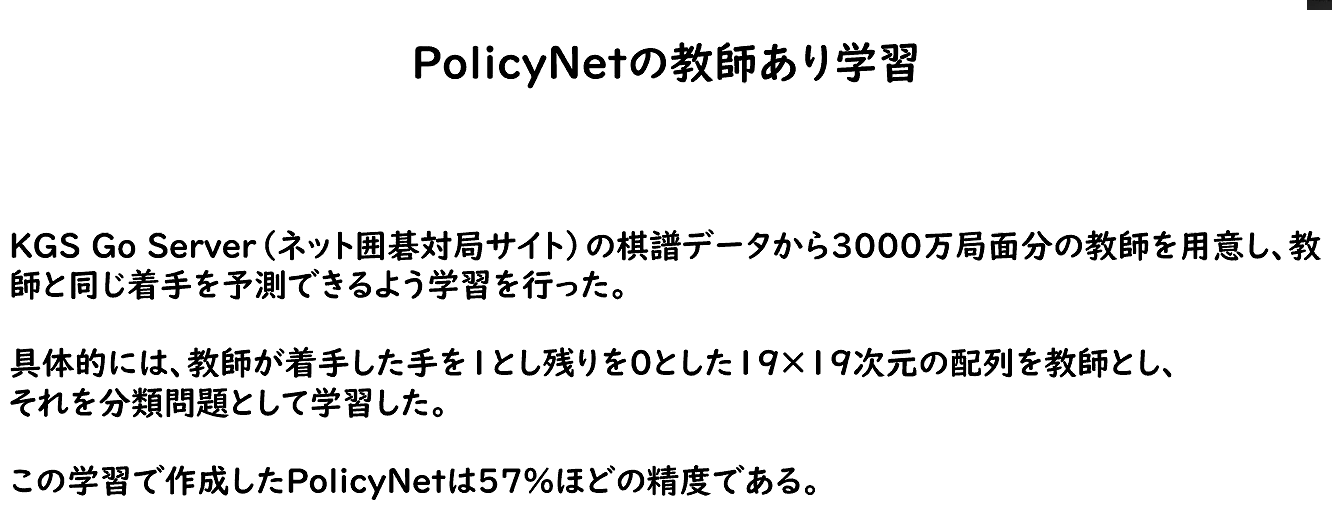 PolicyNetの教師あり学習
KGS Go Server(ネット囲碁対局サイト)の棋譜データから3000万局面分の教師を用意し、教
師と同じ着手を予測できるよう学習を行った。
具体的には、教師が着手した手を1とし残りを0とした19×19次元の配列を教師とし、
それを分類問題として学習した。
この学習で作成したPolicyNetは57%ほどの精度である。